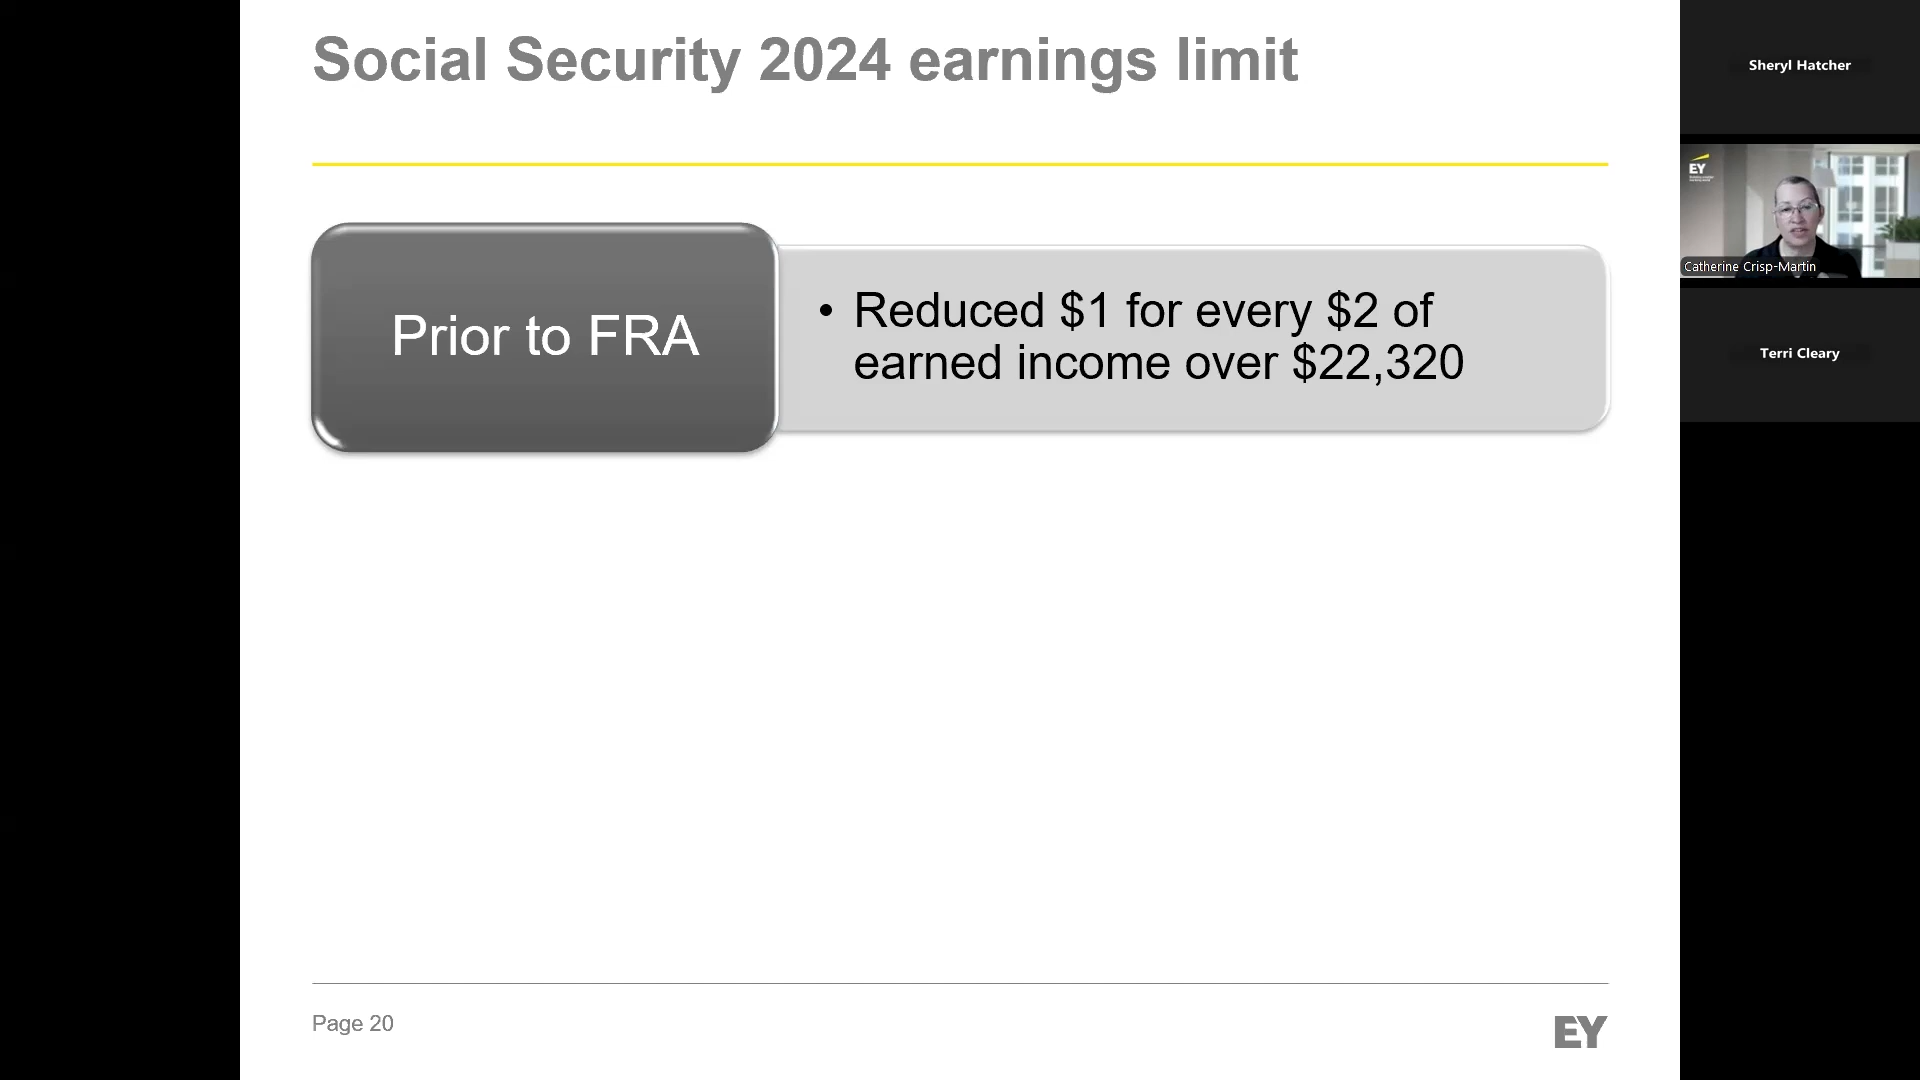 Social Security 2024 earnings limit
Prior to FRA
• Reduced $1 for every $2 of
earned income over $22,320
Page 20
EY
Sheryl Hatcher
EY
Catherine Crisp-Martin
Terri Cleary